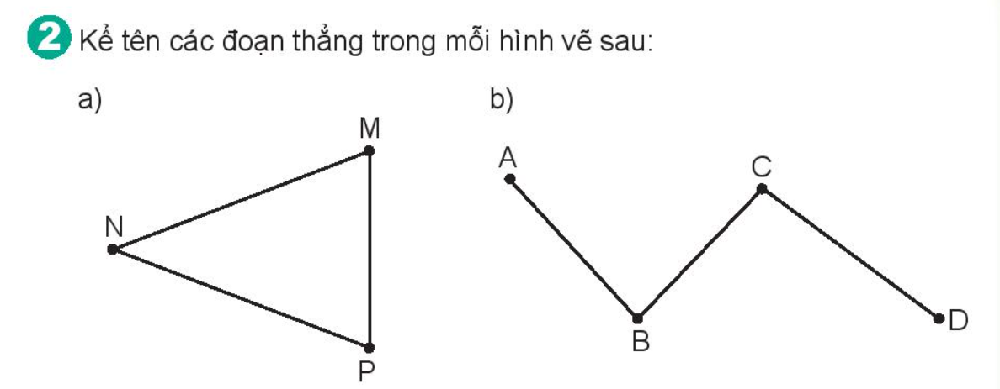 2 Kể tên các đoạn thẳng trong mỗi hình vẽ sau:
a) b)
M
A
C
N
D
B
P